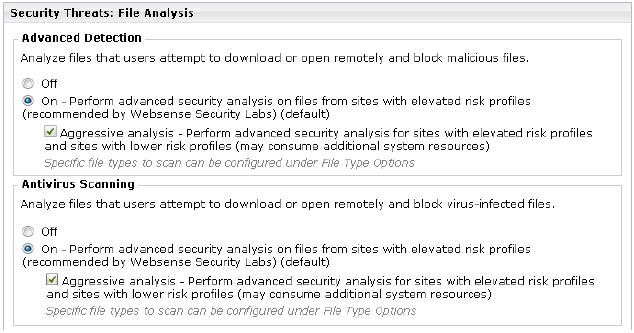 Security Threats: File Analysis
Advanced Detection
Analyze files that users attempt to download or open remotely and block malicious files.
Off
On - Perform advanced security analysis on files from sites with elevated risk profiles
(recommended by Websense Security Labs) (default)
Aggressive analysis - Perform advanced security analysis for sites with elevated risk profiles
and sites with lower risk profiles (may consume additional system resources)
Specific file types to scan can be configured under File Type Options
Antivirus Scanning
Analyze files that users attempt to download or open remotely and block virus-infected files.
Off
On - Perform advanced security analysis on files from sites with elevated risk profiles
(recommended by Websense Security Labs) (default)
Aggressive analysis - Perform advanced security analysis for sites with elevated risk profiles
and sites with lower risk profiles (may consume additional system resources)
Specific file types to scan can be configured under File Type Options